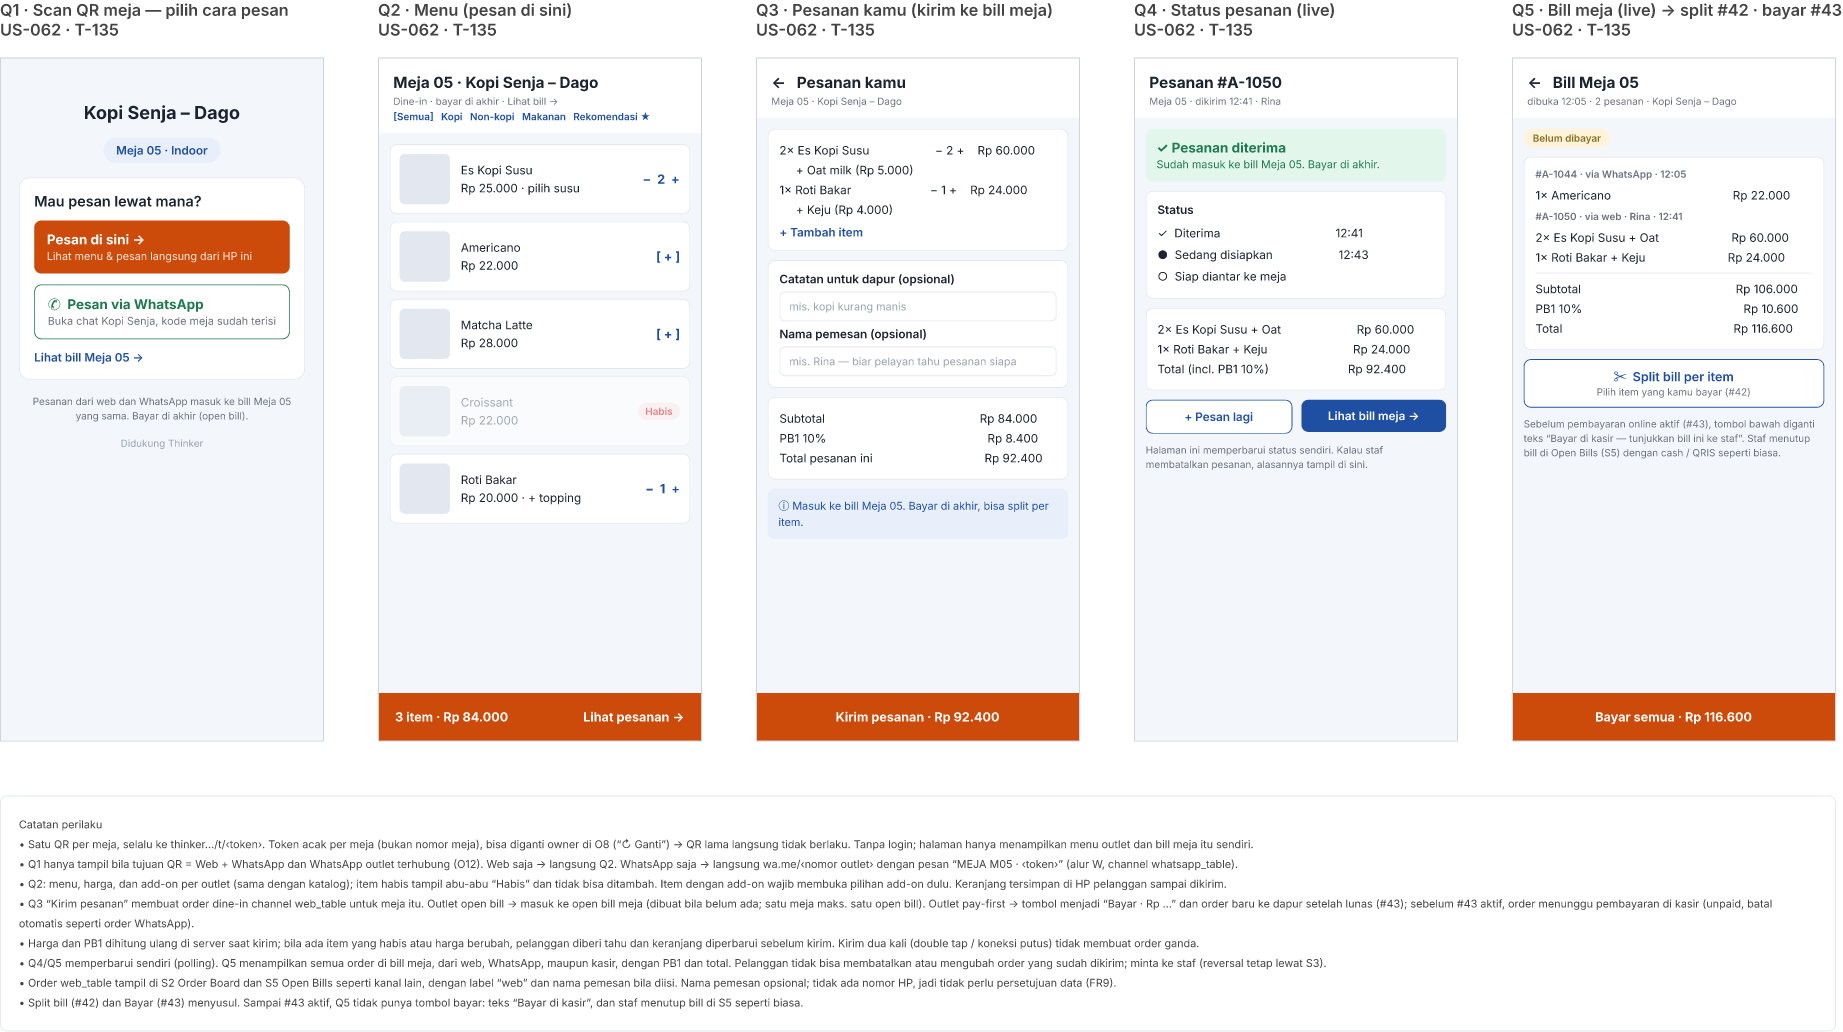 Q1 · Scan QR meja — pilih cara pesan
US-062 · T-135
Kopi Senja – Dago
Meja 05 · Indoor
Mau pesan lewat mana?
Pesan di sini →
Lihat menu & pesan langsung dari HP ini
✆ Pesan via WhatsApp
Buka chat Kopi Senja, kode meja sudah terisi
Lihat bill Meja 05 →
Pesanan dari web dan WhatsApp masuk ke bill Meja 05
yang sama. Bayar di akhir (open bill).
Didukung Thinker
Q2 · Menu (pesan di sini)
US-062 · T-135
Meja 05 · Kopi Senja – Dago
Dine-in · bayar di akhir · Lihat bill →
[Semua] Kopi Non-kopi Makanan Rekomendasi ★
Es Kopi Susu
Rp 25.000 · pilih susu
− 2 +
Americano
Rp 22.000
[ + ]
Matcha Latte
Rp 28.000
[ + ]
Croissant
Rp 22.000
Habis
Roti Bakar
Rp 20.000 · + topping
− 1 +
3 item · Rp 84.000 Lihat pesanan →
Q3 · Pesanan kamu (kirim ke bill meja)
US-062 · T-135
← Pesanan kamu
Meja 05 · Kopi Senja – Dago
2× Es Kopi Susu − 2 + Rp 60.000
+ Oat milk (Rp 5.000)
1× Roti Bakar − 1 + Rp 24.000
+ Keju (Rp 4.000)
+ Tambah item
Catatan untuk dapur (opsional)
mis. kopi kurang manis
Nama pemesan (opsional)
mis. Rina — biar pelayan tahu pesanan siapa
Subtotal Rp 84.000
PB1 10% Rp 8.400
Total pesanan ini Rp 92.400
ⓘ Masuk ke bill Meja 05. Bayar di akhir, bisa split per
item.
Kirim pesanan · Rp 92.400
Q4 · Status pesanan (live)
US-062 · T-135
Pesanan #A-1050
Meja 05 · dikirim 12:41 · Rina
✓ Pesanan diterima
Sudah masuk ke bill Meja 05. Bayar di akhir.
Status
✓ Diterima 12:41
● Sedang disiapkan 12:43
○ Siap diantar ke meja
2× Es Kopi Susu + Oat Rp 60.000
1× Roti Bakar + Keju Rp 24.000
Total (incl. PB1 10%) Rp 92.400
+ Pesan lagi
Lihat bill meja →
Halaman ini memperbarui status sendiri. Kalau staf
membatalkan pesanan, alasannya tampil di sini.
Q5 · Bill meja (live) → split #42 · bayar #43
US-062 · T-135
← Bill Meja 05
dibuka 12:05 · 2 pesanan · Kopi Senja – Dago
Belum dibayar
#A-1044 · via WhatsApp · 12:05
1× Americano Rp 22.000
#A-1050 · via web · Rina · 12:41
2× Es Kopi Susu + Oat Rp 60.000
1× Roti Bakar + Keju Rp 24.000
Subtotal Rp 106.000
PB1 10% Rp 10.600
Total Rp 116.600
✂ Split bill per item
Pilih item yang kamu bayar (#42)
Sebelum pembayaran online aktif (#43), tombol bawah diganti
teks “Bayar di kasir — tunjukkan bill ini ke staf”. Staf menutup
bill di Open Bills (S5) dengan cash / QRIS seperti biasa.
Bayar semua · Rp 116.600
Catatan perilaku
• Satu QR per meja, selalu ke thinker…/t/‹token›. Token acak per meja (bukan nomor meja), bisa diganti owner di O8 (“↻ Ganti”) → QR lama langsung tidak berlaku. Tanpa login; halaman hanya menampilkan menu outlet dan bill meja itu sendiri.
• Q1 hanya tampil bila tujuan QR = Web + WhatsApp dan WhatsApp outlet terhubung (O12). Web saja → langsung Q2. WhatsApp saja → langsung wa.me/‹nomor outlet› dengan pesan “MEJA M05 · ‹token›” (alur W, channel whatsapp_table).
• Q2: menu, harga, dan add-on per outlet (sama dengan katalog); item habis tampil abu-abu “Habis” dan tidak bisa ditambah. Item dengan add-on wajib membuka pilihan add-on dulu. Keranjang tersimpan di HP pelanggan sampai dikirim.
• Q3 “Kirim pesanan” membuat order dine-in channel web_table untuk meja itu. Outlet open bill → masuk ke open bill meja (dibuat bila belum ada; satu meja maks. satu open bill). Outlet pay-first → tombol menjadi “Bayar · Rp …” dan order baru ke dapur setelah lunas (#43); sebelum #43 aktif, order menunggu pembayaran di kasir (unpaid, batal
otomatis seperti order WhatsApp).
• Harga dan PB1 dihitung ulang di server saat kirim; bila ada item yang habis atau harga berubah, pelanggan diberi tahu dan keranjang diperbarui sebelum kirim. Kirim dua kali (double tap / koneksi putus) tidak membuat order ganda.
• Q4/Q5 memperbarui sendiri (polling). Q5 menampilkan semua order di bill meja, dari web, WhatsApp, maupun kasir, dengan PB1 dan total. Pelanggan tidak bisa membatalkan atau mengubah order yang sudah dikirim; minta ke staf (reversal tetap lewat S3).
• Order web_table tampil di S2 Order Board dan S5 Open Bills seperti kanal lain, dengan label “web” dan nama pemesan bila diisi. Nama pemesan opsional; tidak ada nomor HP, jadi tidak perlu persetujuan data (FR9).
• Split bill (#42) dan Bayar (#43) menyusul. Sampai #43 aktif, Q5 tidak punya tombol bayar: teks “Bayar di kasir”, dan staf menutup bill di S5 seperti biasa.